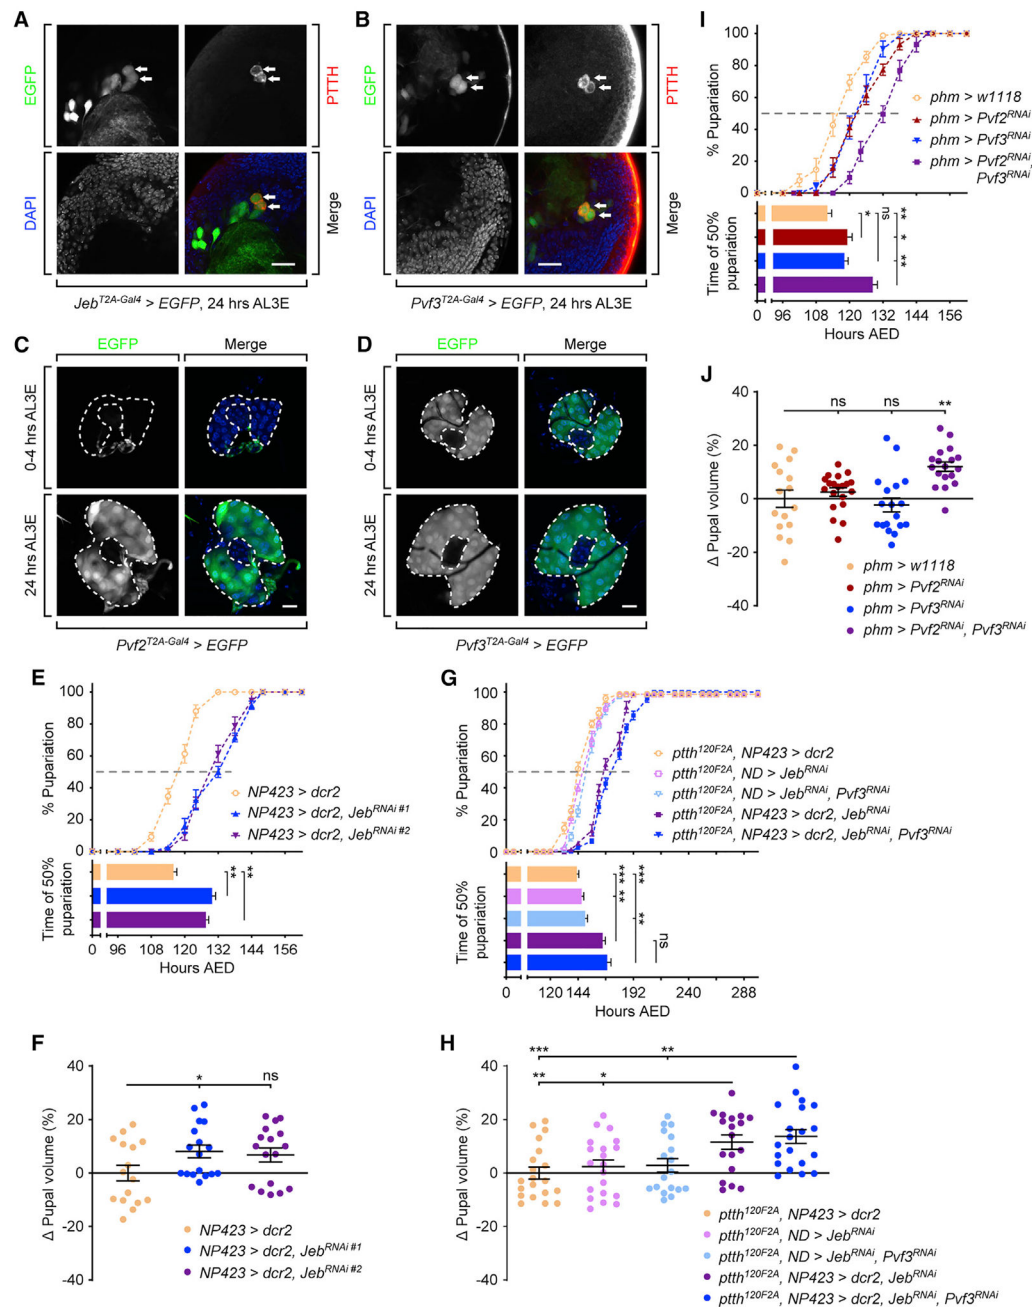 A
EGFP
DAPI
PTTH
Merge
Jeb^T2A-Gal4 > EGFP, 24 hrs AL3E
B
EGFP
DAPI
PTTH
Merge
Pvf3^T2A-Gal4 > EGFP, 24 hrs AL3E
C
EGFP Merge
0-4 hrs AL3E
24 hrs AL3E
Pvf2^T2A-Gal4 > EGFP
D
EGFP Merge
0-4 hrs AL3E
24 hrs AL3E
Pvf3^T2A-Gal4 > EGFP
E
% Pupariation
100
80
60
40
20
0
NP423 > dcr2
NP423 > dcr2, Jeb^RNAi #1
NP423 > dcr2, Jeb^RNAi #2
Time of 50%
pupariation
**
**
0 96 108 120 132 144 156
Hours AED
F
Δ Pupal volume (%)
40
20
0
-20
-40
* ns
NP423 > dcr2
NP423 > dcr2, Jeb^RNAi #1
NP423 > dcr2, Jeb^RNAi #2
G
% Pupariation
100
80
60
40
20
0
ptth^120F2A, NP423 > dcr2
ptth^120F2A, ND > Jeb^RNAi
ptth^120F2A, ND > Jeb^RNAi, Pvf3^RNAi
ptth^120F2A, NP423 > dcr2, Jeb^RNAi
ptth^120F2A, NP423 > dcr2, Jeb^RNAi, Pvf3^RNAi
Time of 50%
pupariation
*** **
*** **
ns
0 120 144 192 240 288
Hours AED
H
Δ Pupal volume (%)
40
20
0
-20
-40
*** **
** *
ptth^120F2A, NP423 > dcr2
ptth^120F2A, ND > Jeb^RNAi
ptth^120F2A, ND > Jeb^RNAi, Pvf3^RNAi
ptth^120F2A, NP423 > dcr2, Jeb^RNAi
ptth^120F2A, NP423 > dcr2, Jeb^RNAi, Pvf3^RNAi
I
% Pupariation
100
80
60
40
20
0
phm > w1118
phm > Pvf2^RNAi
phm > Pvf3^RNAi
phm > Pvf2^RNAi,
Pvf3^RNAi
Time of 50%
pupariation
*
* ns
** * **
0 96 108 120 132 144 156
Hours AED
J
Δ Pupal volume (%)
40
20
0
-20
-40
ns ns **
phm > w1118
phm > Pvf2^RNAi
phm > Pvf3^RNAi
phm > Pvf2^RNAi, Pvf3^RNAi